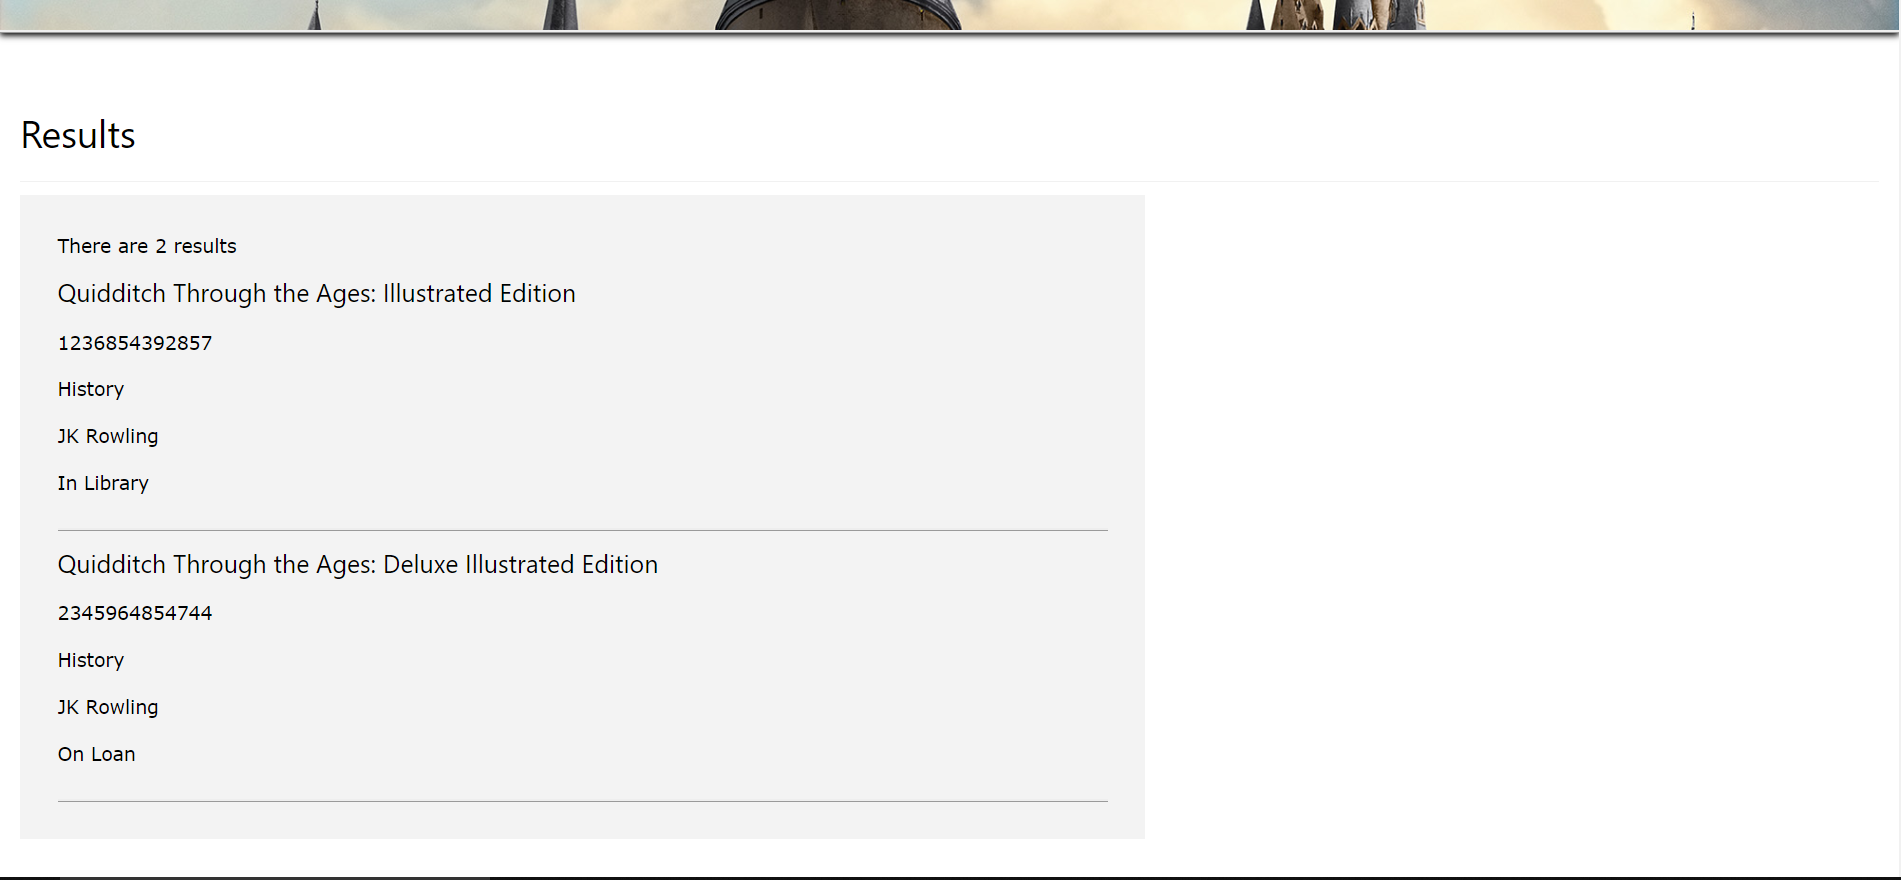 Results
There are 2 results
Quidditch Through the Ages: Illustrated Edition
1236854392857
History
JK Rowling
In Library
Quidditch Through the Ages: Deluxe Illustrated Edition
2345964854744
History
JK Rowling
On Loan